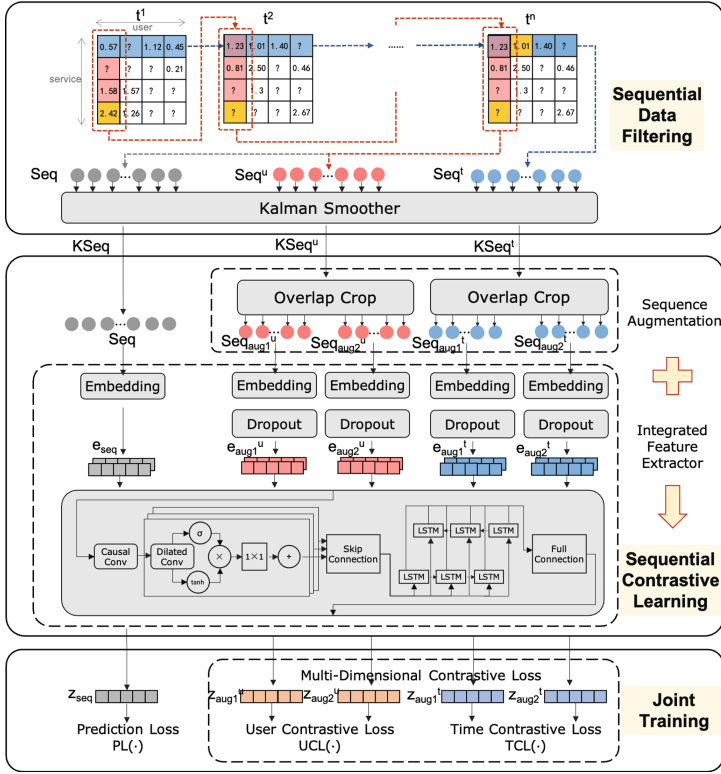 t¹ t² tⁿ
user
service
0.57 ? 1.12 0.45
? ? ? 0.21
1.58 1.57 ? ?
2.42 1.26 ? ?
1.23 1.01 1.40 ?
0.81 2.50 ? 0.46
? 1.3 ? ?
? ? ? 2.67
......
1.23 1.01 1.40 ?
0.81 2.50 ? 0.46
? 1.3 ? ?
? ? ? 2.67
Sequential
Data
Filtering
Seq ... Seqᵘ ... Seqᵗ ...
Kalman Smoother
KSeq KSeqᵘ KSeqᵗ
Overlap Crop Overlap Crop
... ... ... ... ...
Seq Seqaug1ᵘ Seqaug2ᵘ Seqaug1ᵗ Seqaug2ᵗ
Sequence
Augmentation
Embedding Embedding Embedding Embedding Embedding
Dropout Dropout Dropout Dropout
eseq eaug1ᵘ eaug2ᵘ eaug1ᵗ eaug2ᵗ
Integrated
Feature
Extractor
Causal
Conv
Dilated
Conv
σ
tanh
×
1×1
+
Skip
Connection
LSTM LSTM LSTM
LSTM LSTM LSTM
Full
Connection
Sequential
Contrastive
Learning
Multi-Dimensional Contrastive Loss
zseq zaug1ᵘ zaug2ᵘ zaug1ᵗ zaug2ᵗ
Prediction Loss
PL(·)
User Contrastive Loss
UCL(·)
Time Contrastive Loss
TCL(·)
Joint
Training